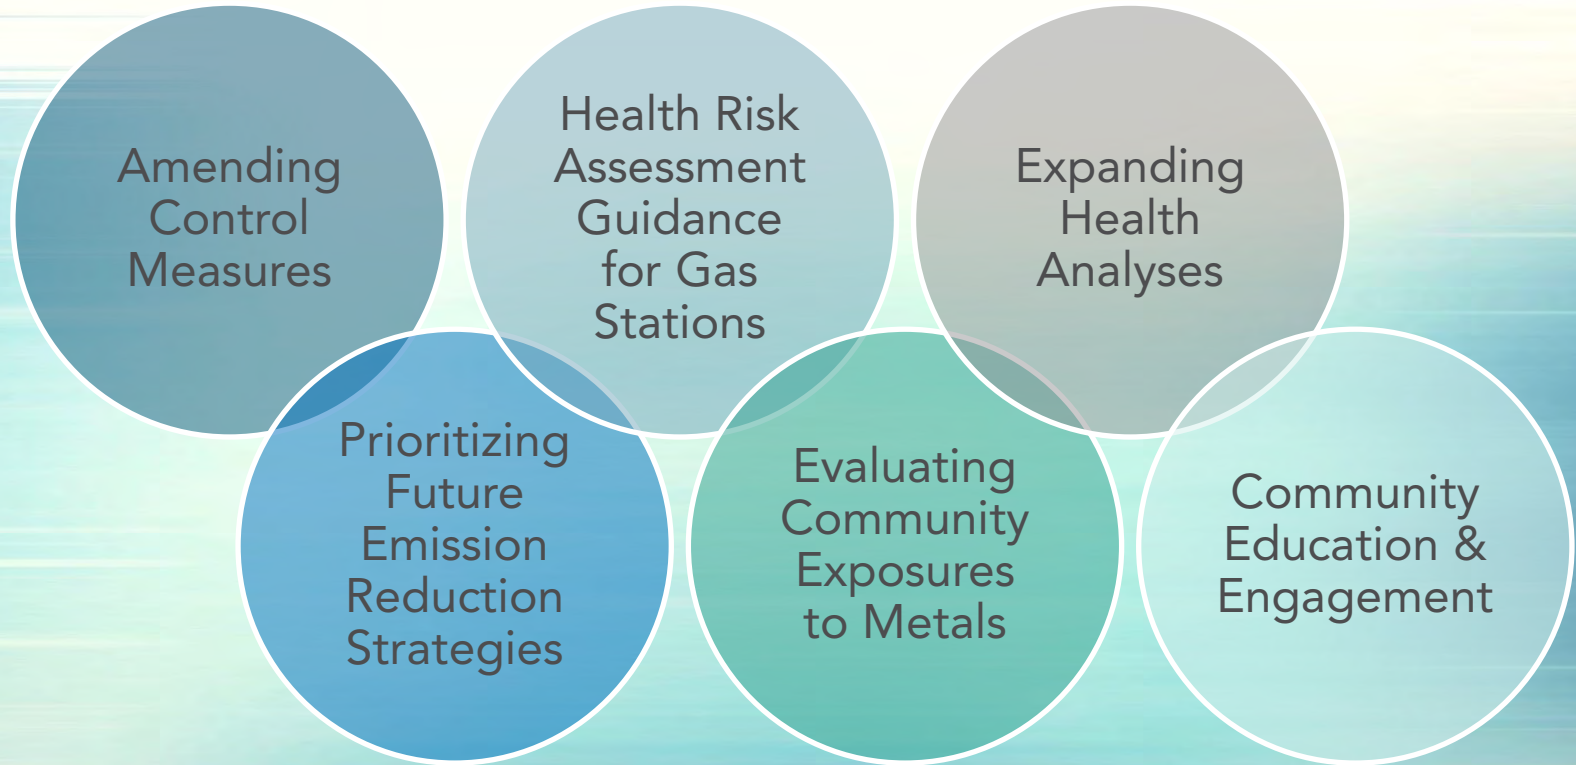 Amending
Control
Measures
Health Risk
Assessment
Guidance
for Gas
Stations
Expanding
Health
Analyses
Prioritizing
Future
Emission
Reduction
Strategies
Evaluating
Community
Exposures
to Metals
Community
Education &
Engagement